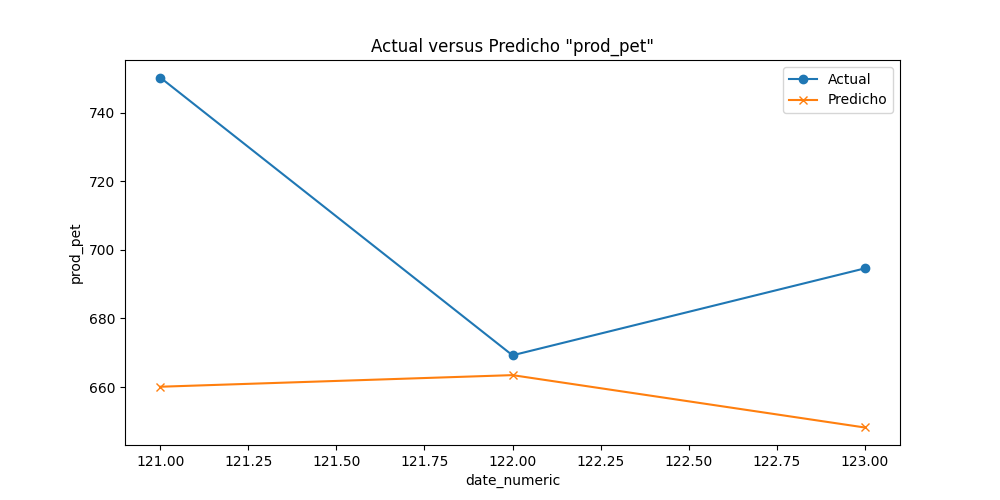 Actual versus Predicho "prod_pet"
Actual
Predicho
prod_pet
740
720
700
680
660
121.00 121.25 121.50 121.75 122.00 122.25 122.50 122.75 123.00
date_numeric